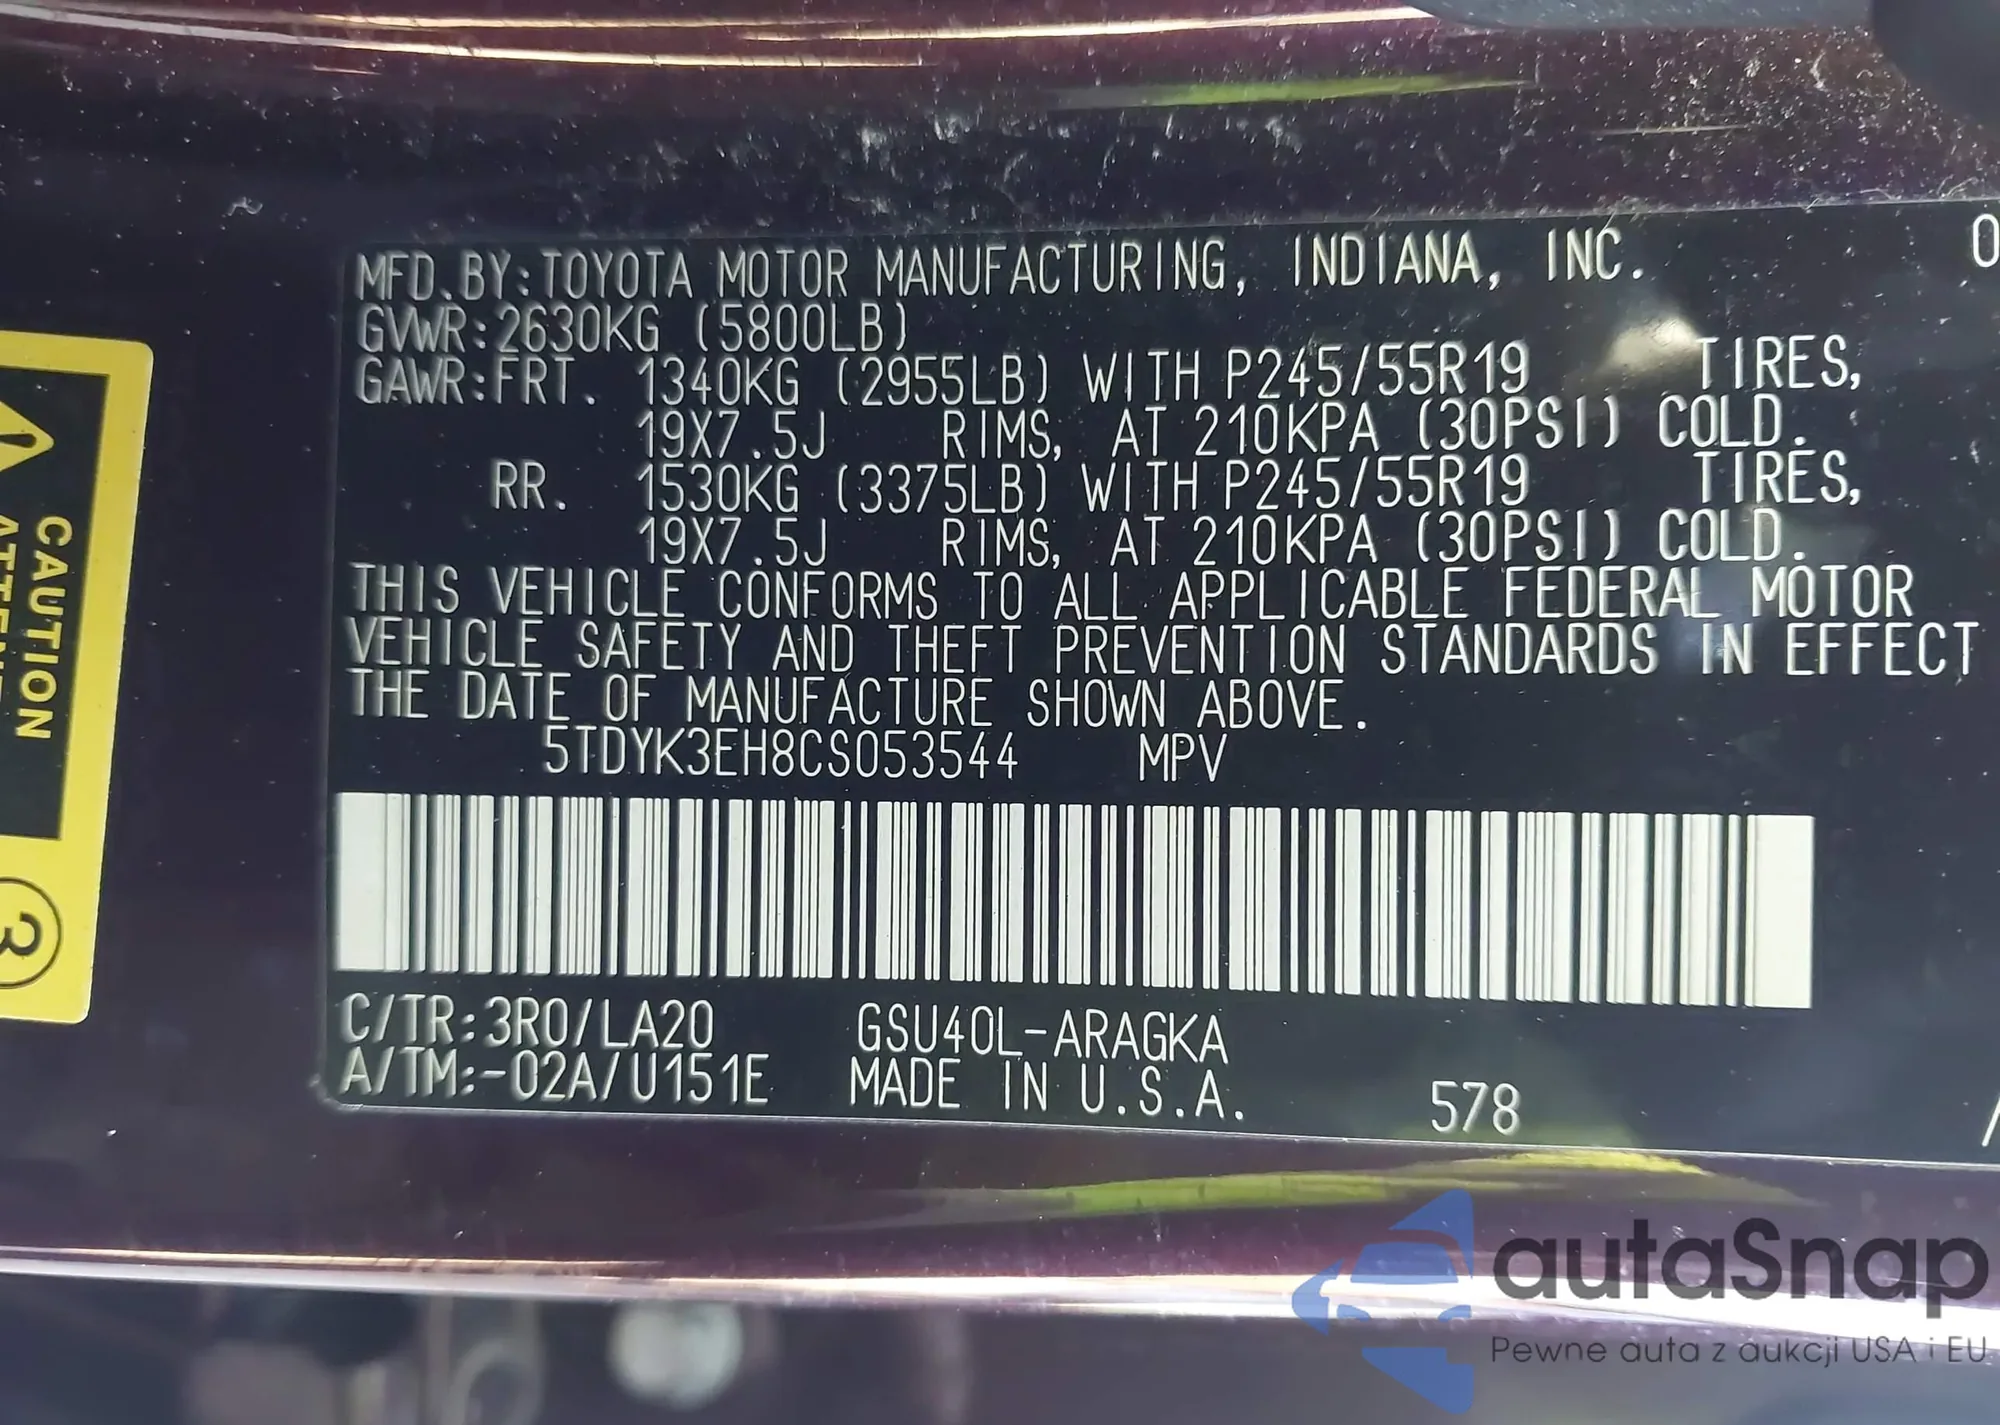 MFD.BY:TOYOTA MOTOR MANUFACTURING, INDIANA, INC. 0
GVWR:2630KG (5800LB)
GAWR:FRT. 1340KG (2955LB) WITH P245/55R19 TIRES,
19X7.5J RIMS, AT 210KPA (30PSI) COLD.
RR. 1530KG (3375LB) WITH P245/55R19 TIRES,
19X7.5J RIMS, AT 210KPA (30PSI) COLD.
THIS VEHICLE CONFORMS TO ALL APPLICABLE FEDERAL MOTOR
VEHICLE SAFETY AND THEFT PREVENTION STANDARDS IN EFFECT
THE DATE OF MANUFACTURE SHOWN ABOVE.
5TDYK3EH8CS053544 MPV
C/TR:3R0/LA20 GSU40L-ARAGKA
A/TM:-02A/U151E MADE IN U.S.A. 578
CAUTION
3
autaSnap
Pewne auta z aukcji USA i EU